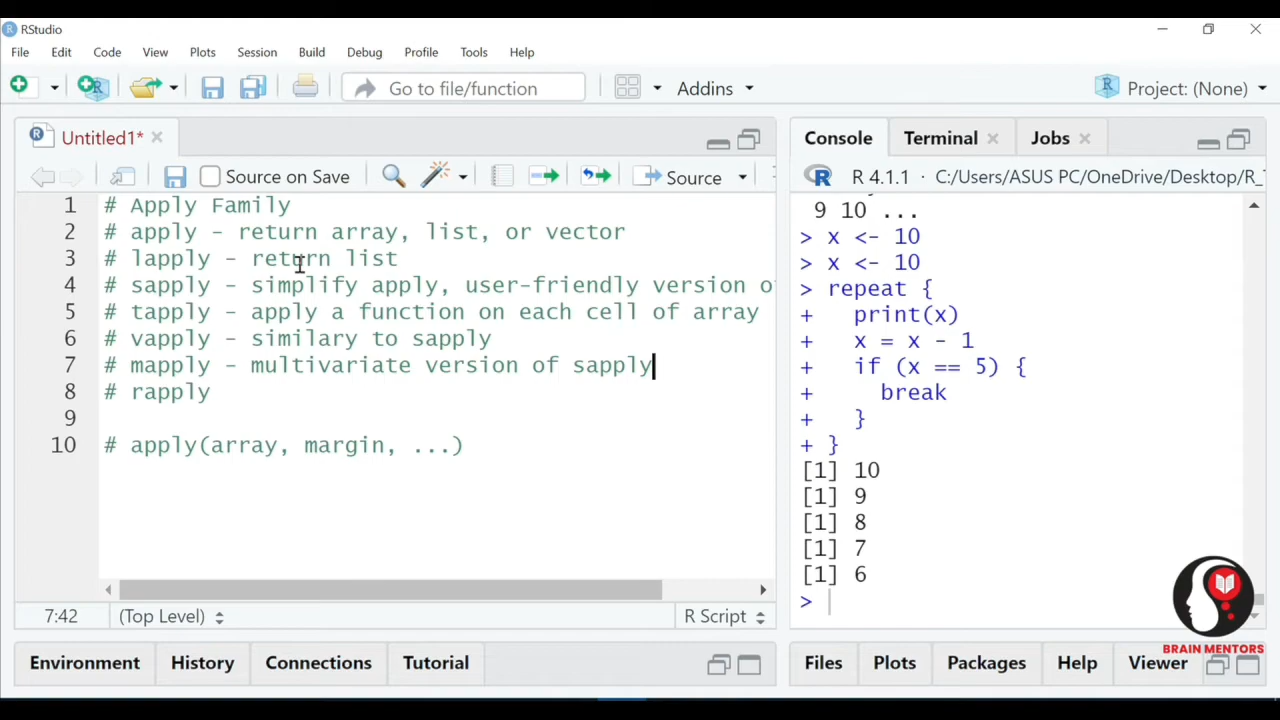 RStudio
File Edit Code View Plots Session Build Debug Profile Tools Help
Go to file/function
Addins
Project: (None)
Untitled1*
Source on Save
Source
1 # Apply Family
2 # apply - return array, list, or vector
3 # lapply - return list
4 # sapply - simplify apply, user-friendly version
5 # tapply - apply a function on each cell of array
6 # vapply - similary to sapply
7 # mapply - multivariate version of sapply
8 # rapply
9
10 # apply(array, margin, ...)
7:42 (Top Level) R Script
Environment History Connections Tutorial
Console Terminal Jobs
R 4.1.1 · C:/Users/ASUS PC/OneDrive/Desktop/R_
9 10 ...
> x <- 10
> x <- 10
> repeat {
+ print(x)
+ x = x - 1
+ if (x == 5) {
+ break
+ }
+ }
[1] 10
[1] 9
[1] 8
[1] 7
[1] 6
>
BRAIN MENTORS
Files Plots Packages Help Viewer